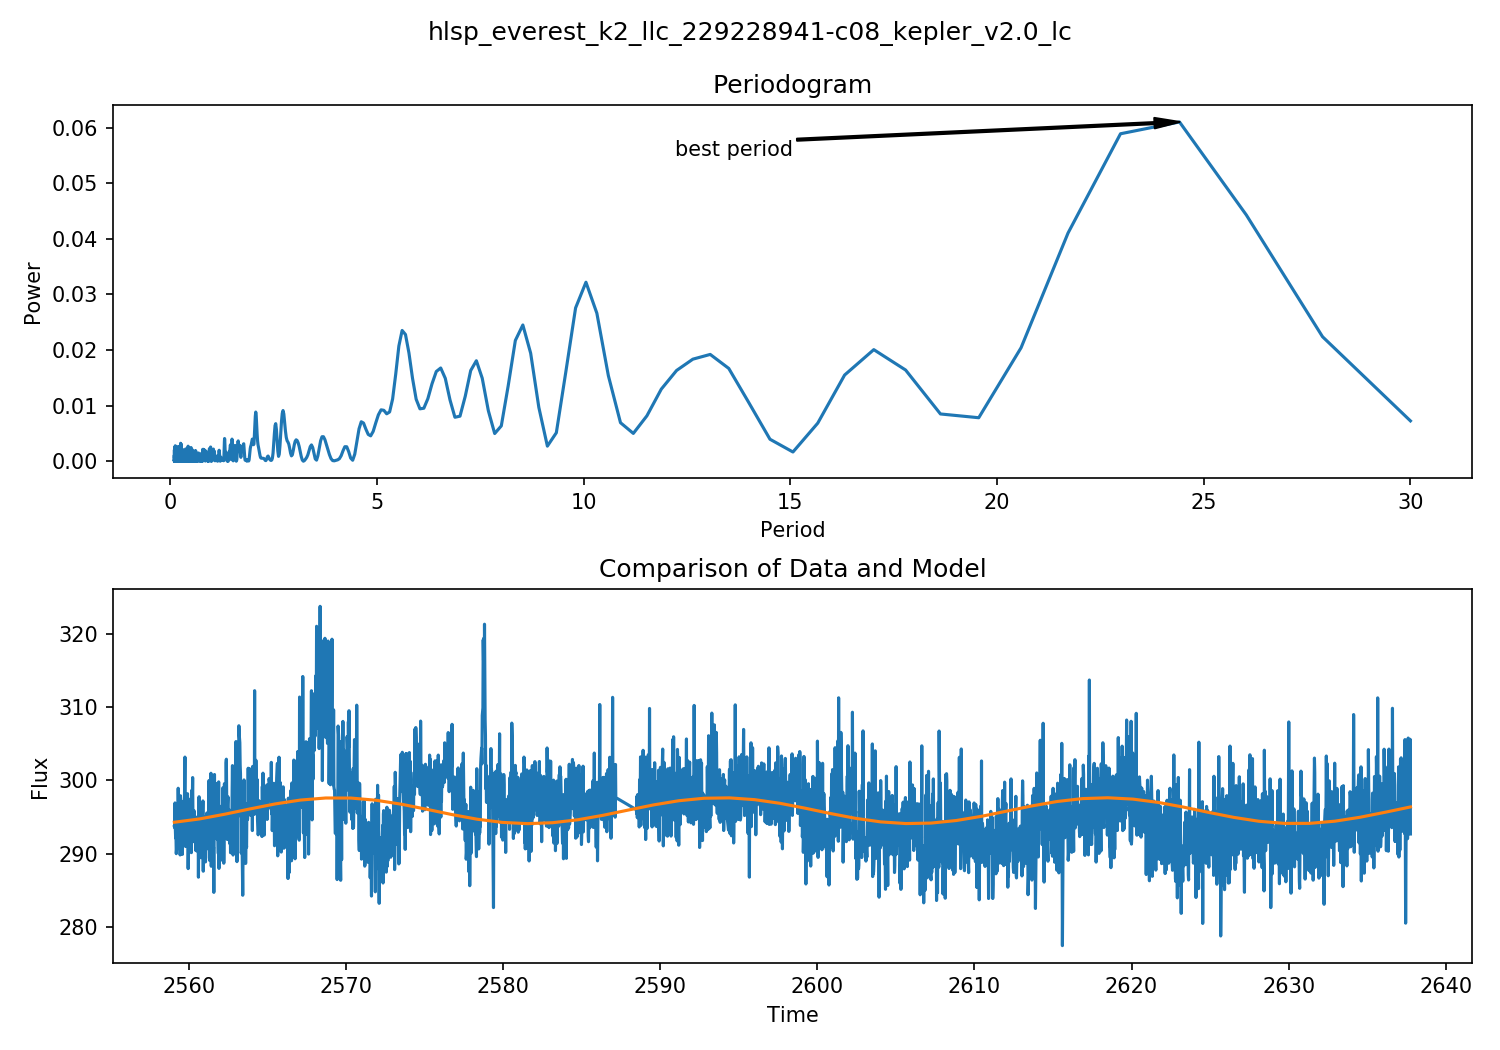 hlsp_everest_k2_llc_229228941-c08_kepler_v2.0_lc
Periodogram
0.06
0.05
0.04
0.03
0.02
0.01
0.00
Power
best period
0 5 10 15 20 25 30
Period
Comparison of Data and Model
320
310
300
290
280
Flux
2560 2570 2580 2590 2600 2610 2620 2630 2640
Time